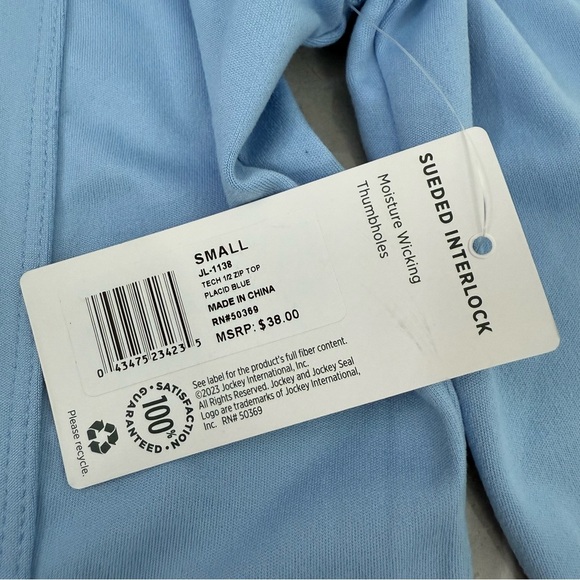 SUEDED INTERLOCK
Moisture Wicking
Thumbholes
SMALL
JL-1138
TECH 1/2 ZIP TOP
PLACID BLUE
MADE IN CHINA
RN#50369
MSRP: $38.00
0 43475 23423 5
See label for the product's full fiber content.
©2023 Jockey International, Inc.
All Rights Reserved. Jockey and Jockey Seal
Logo are trademarks of Jockey International,
Inc. RN# 50369
SATISFACTION
100%
GUARANTEED
Please recycle.